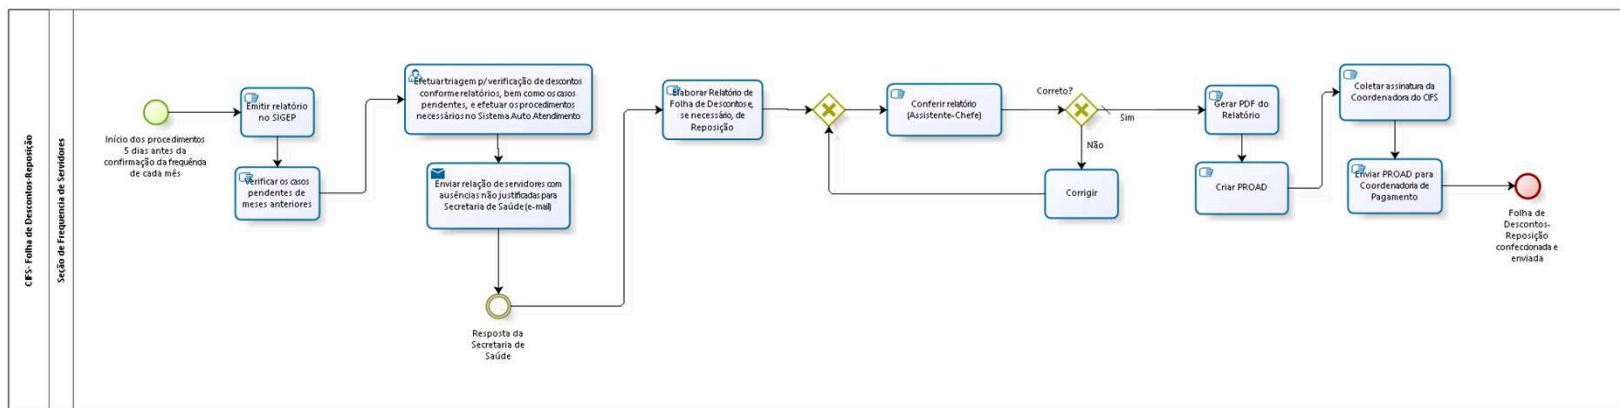 CIFS- Folha de Descontos-Reposição
Seção de Frequencia de Servidores
Início dos procedimentos
5 dias antes da
confirmação da frequência
de cada mês
Emitir relatório
no SIGEP
Verificar os casos
pendentes de
meses anteriores
Efetuar triagem p/ verificação de descontos
conforme relatórios, bem como os casos
pendentes, e efetuar os procedimentos
necessários no Sistema Auto Atendimento
Enviar relação de servidores com
ausências não justificadas para
Secretaria de Saúde (e-mail)
Resposta da
Secretaria de
Saúde
Elaborar Relatório de
Folha de Descontos e,
se necessário, de
Reposição
Conferir relatório
(Assistente-Chefe)
Correto?
Sim
Não
Corrigir
Gerar PDF do
Relatório
Criar PROAD
Coletar assinatura da
Coordenadora do CIFS
Enviar PROAD para
Coordenadoria de
Pagamento
Folha de
Descontos-
Reposição
confeccionada e
enviada